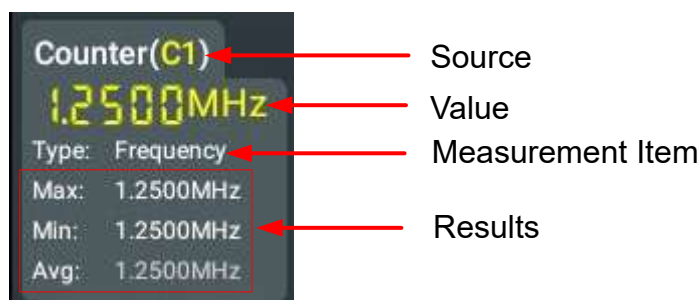 Counter(C1)
Source
1.2500MHz
Value
Type: Frequency
Measurement Item
Max: 1.2500MHz
Min: 1.2500MHz
Results
Avg: 1.2500MHz